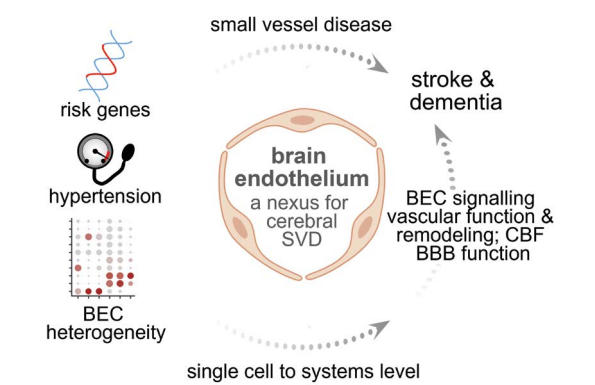 small vessel disease
risk genes
hypertension
BEC
heterogeneity
brain
endothelium
a nexus for
cerebral
SVD
stroke &
dementia
BEC signalling
vascular function &
remodeling; CBF
BBB function
single cell to systems level